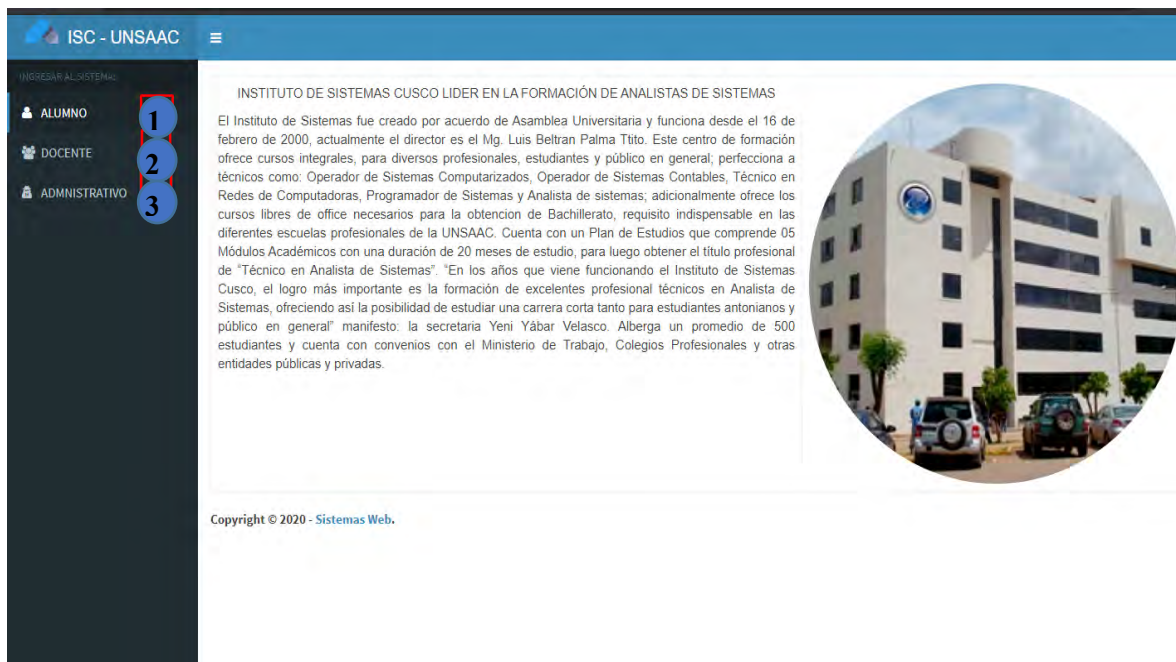 ISC - UNSAAC
INGRESAR AL SISTEMA:
ALUMNO
1
DOCENTE
2
ADMNISTRATIVO
3
INSTITUTO DE SISTEMAS CUSCO LIDER EN LA FORMACIÓN DE ANALISTAS DE SISTEMAS
El Instituto de Sistemas fue creado por acuerdo de Asamblea Universitaria y funciona desde el 16 de
febrero de 2000, actualmente el director es el Mg. Luis Beltran Palma Ttito. Este centro de formación
ofrece cursos integrales, para diversos profesionales, estudiantes y público en general; perfecciona a
técnicos como: Operador de Sistemas Computarizados, Operador de Sistemas Contables, Técnico en
Redes de Computadoras, Programador de Sistemas y Analista de sistemas; adicionalmente ofrece los
cursos libres de office necesarios para la obtencion de Bachillerato, requisito indispensable en las
diferentes escuelas profesionales de la UNSAAC. Cuenta con un Plan de Estudios que comprende 05
Módulos Académicos con una duración de 20 meses de estudio, para luego obtener el título profesional
de “Técnico en Analista de Sistemas”. “En los años que viene funcionando el Instituto de Sistemas
Cusco, el logro más importante es la formación de excelentes profesional técnicos en Analista de
Sistemas, ofreciendo así la posibilidad de estudiar una carrera corta tanto para estudiantes antonianos y
público en general” manifesto: la secretaria Yeni Yábar Velasco. Alberga un promedio de 500
estudiantes y cuenta con convenios con el Ministerio de Trabajo, Colegios Profesionales y otras
entidades públicas y privadas.
Copyright © 2020 - Sistemas Web.